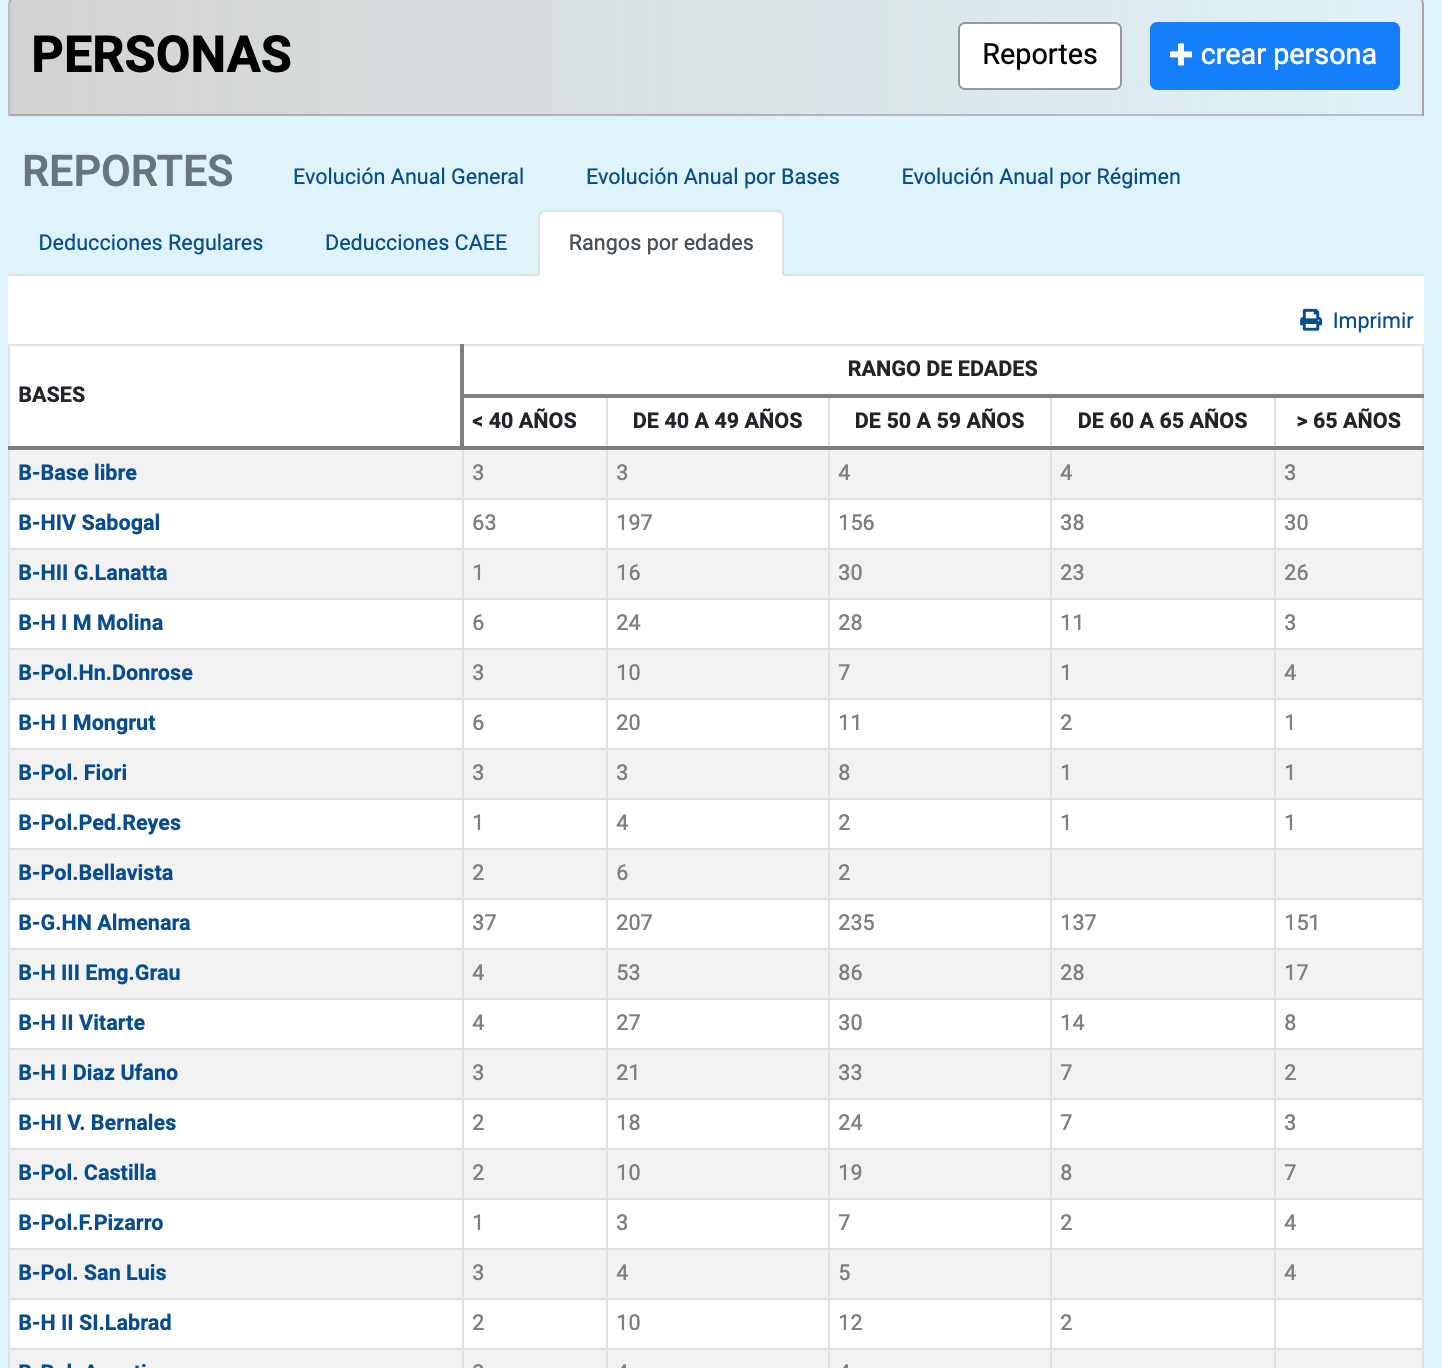 PERSONAS
Reportes
crear persona
REPORTES Evolución Anual General Evolución Anual por Bases Evolución Anual por Régimen
Deducciones Regulares Deducciones CAEE Rangos por edades
Imprimir
BASES RANGO DE EDADES
< 40 AÑOS DE 40 A 49 AÑOS DE 50 A 59 AÑOS DE 60 A 65 AÑOS > 65 AÑOS
B-Base libre 3 3 4 4 3
B-HIV Sabogal 63 197 156 38 30
B-HII G.Lanatta 1 16 30 23 26
B-H I M Molina 6 24 28 11 3
B-Pol.Hn.Donrose 3 10 7 1 4
B-H I Mongrut 6 20 11 2 1
B-Pol. Fiori 3 3 8 1 1
B-Pol.Ped.Reyes 1 4 2 1 1
B-Pol.Bellavista 2 6 2
B-G.HN Almenara 37 207 235 137 151
B-H III Emg.Grau 4 53 86 28 17
B-H II Vitarte 4 27 30 14 8
B-H I Diaz Ufano 3 21 33 7 2
B-HI V. Bernales 2 18 24 7 3
B-Pol. Castilla 2 10 19 8 7
B-Pol.F.Pizarro 1 3 7 2 4
B-Pol. San Luis 3 4 5 4
B-H II SI.Labrad 2 10 12 2